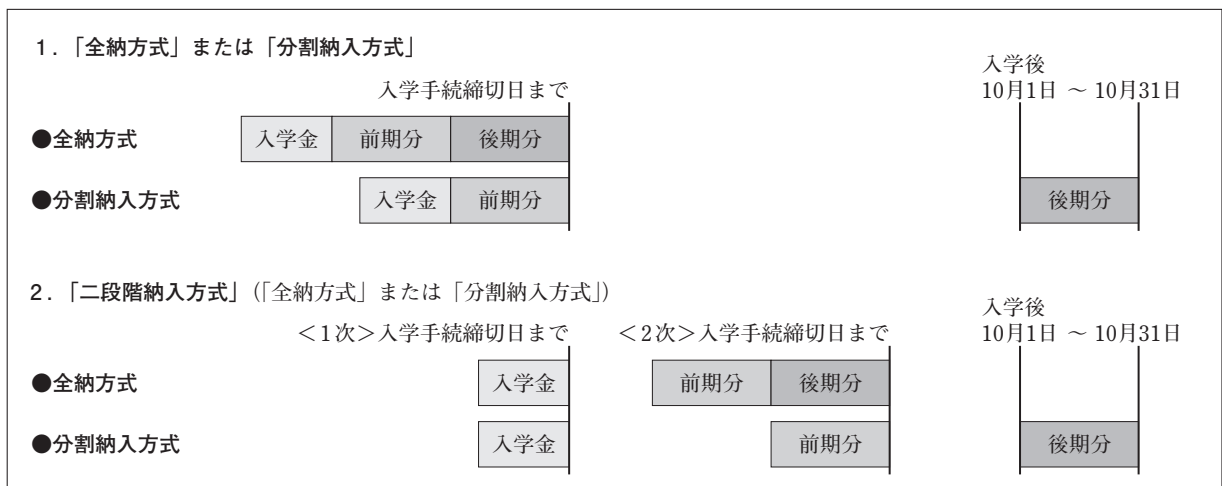 1．「全納方式」または「分割納入方式」
入学手続締切日まで
入学後
10月1日 ～ 10月31日
●全納方式 入学金 前期分 後期分
●分割納入方式 入学金 前期分 後期分
2．「二段階納入方式」（「全納方式」または「分割納入方式」）
＜1次＞入学手続締切日まで ＜2次＞入学手続締切日まで
入学後
10月1日 ～ 10月31日
●全納方式 入学金 前期分 後期分
●分割納入方式 入学金 前期分 後期分